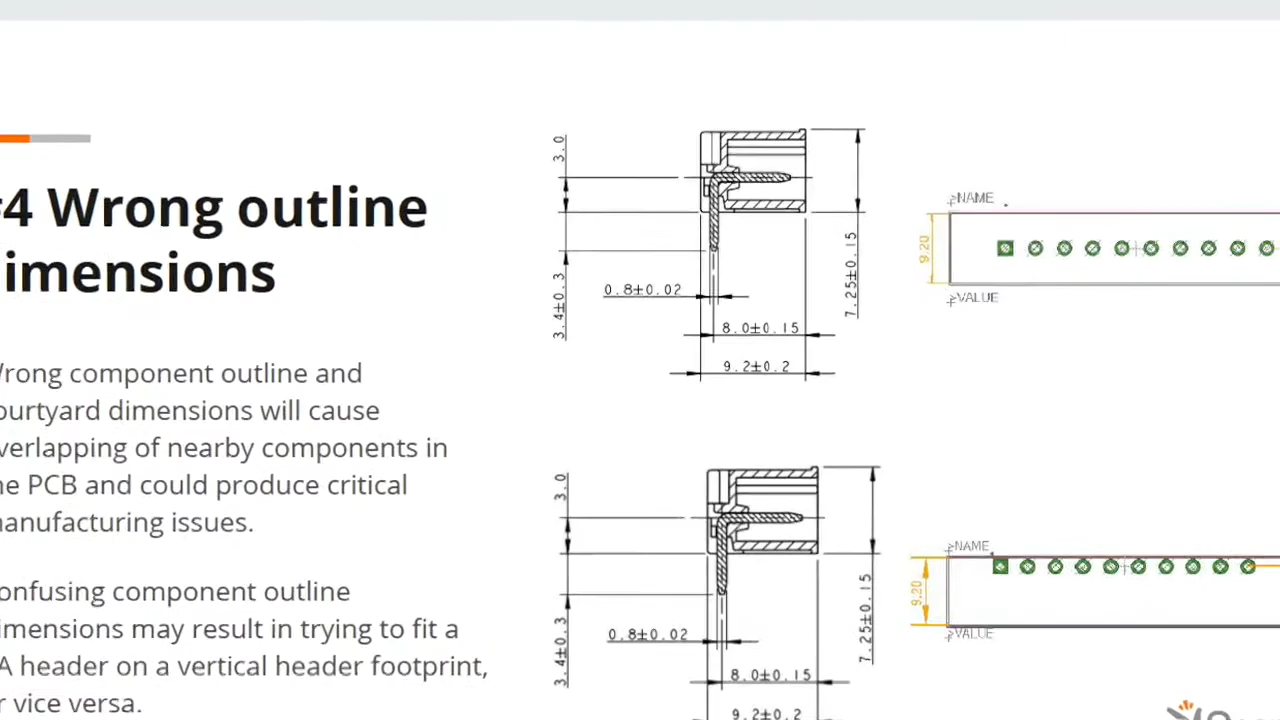 4 Wrong outline
imensions
rong component outline and
ourtyard dimensions will cause
verlapping of nearby components in
he PCB and could produce critical
anufacturing issues.
onfusing component outline
imensions may result in trying to fit a
A header on a vertical header footprint,
r vice versa.
3.0
3.4±0.3
0.8±0.02
8.0±0.15
9.2±0.2
7.25±0.15
>NAME
9.20
>VALUE
3.0
3.4±0.3
0.8±0.02
8.0±0.15
9.2±0.2
7.25±0.15
>NAME
9.20
>VALUE